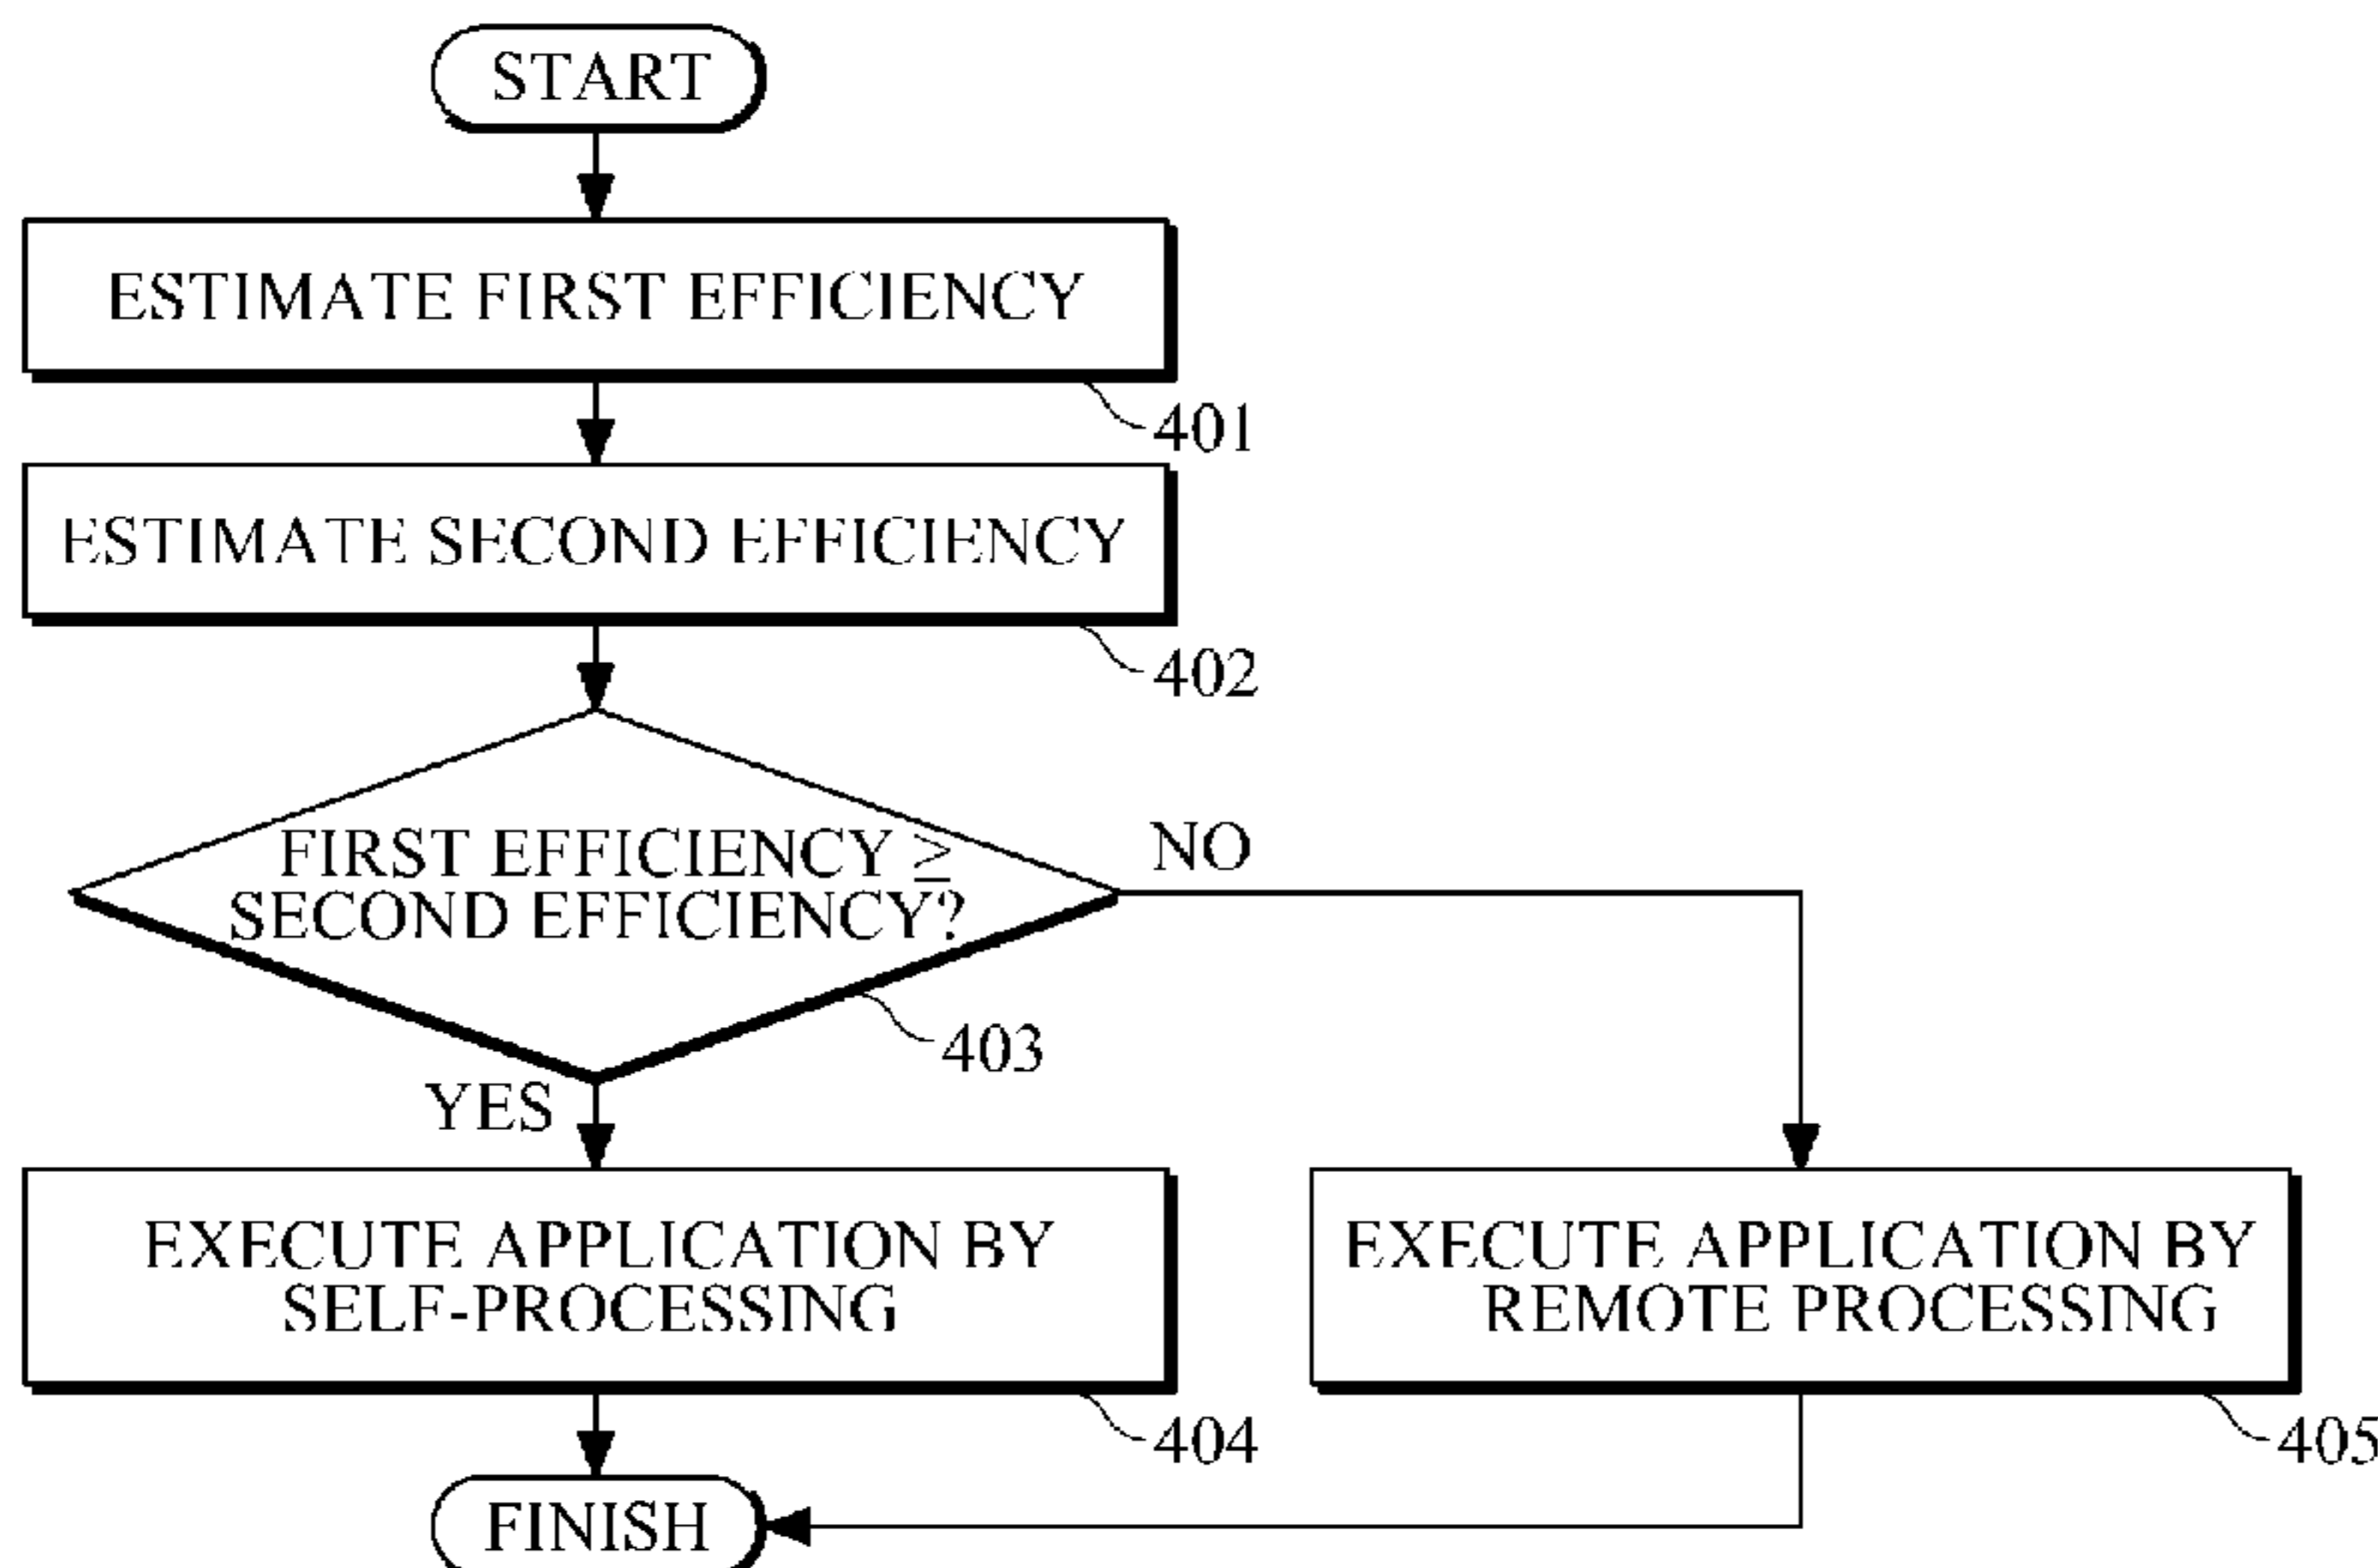 START
ESTIMATE FIRST EFFICIENCY
401
ESTIMATE SECOND EFFICIENCY
402
FIRST EFFICIENCY ≥
SECOND EFFICIENCY?
NO
403
YES
EXECUTE APPLICATION BY
SELF-PROCESSING
404
EXECUTE APPLICATION BY
REMOTE PROCESSING
405
FINISH